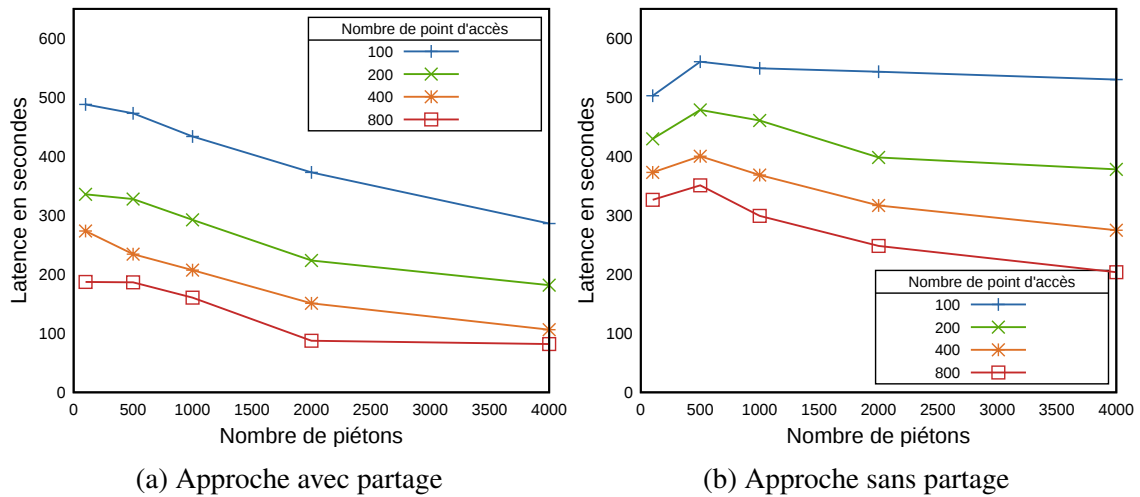 600
500
400
300
200
100
0
Latence en secondes
Nombre de point d'accès
100
200
400
800
0 500 1000 1500 2000 2500 3000 3500 4000
Nombre de piétons
(a) Approche avec partage
600
500
400
300
200
100
0
Latence en secondes
Nombre de point d'accès
100
200
400
800
0 500 1000 1500 2000 2500 3000 3500 4000
Nombre de piétons
(b) Approche sans partage